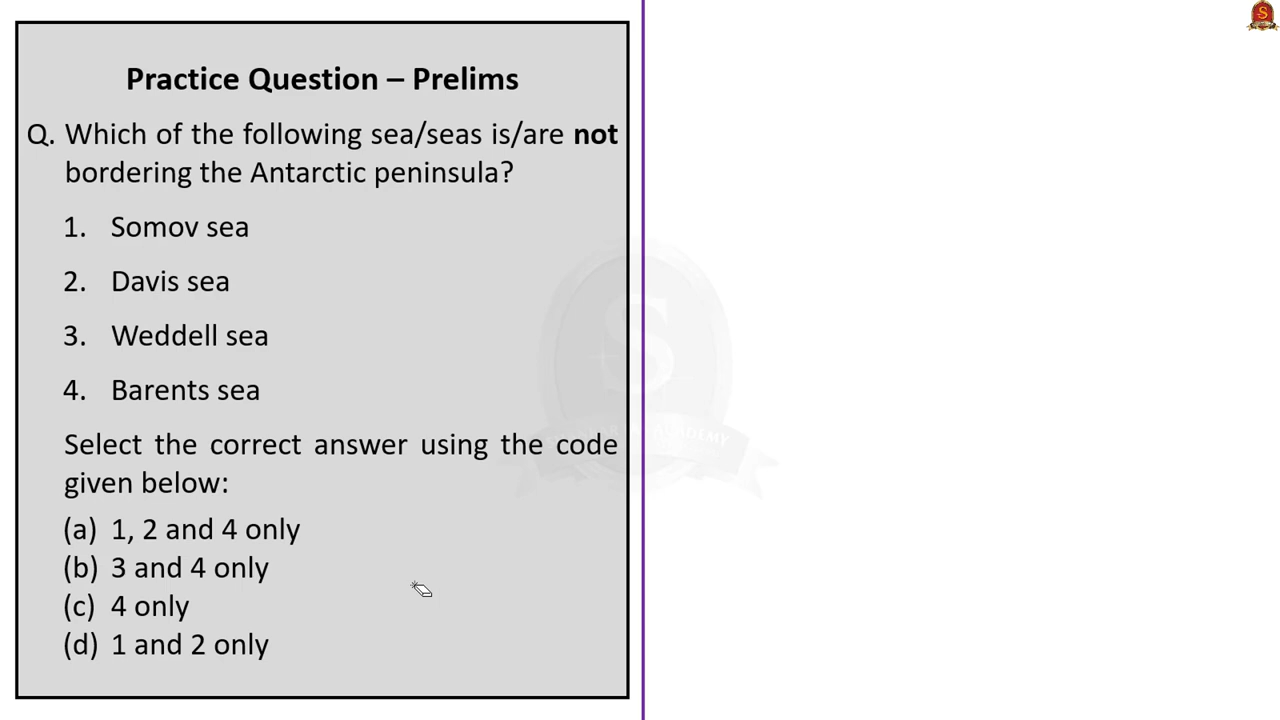 Practice Question – Prelims
Q. Which of the following sea/seas is/are not
bordering the Antarctic peninsula?
1. Somov sea
2. Davis sea
3. Weddell sea
4. Barents sea
Select the correct answer using the code
given below:
(a) 1, 2 and 4 only
(b) 3 and 4 only
(c) 4 only
(d) 1 and 2 only